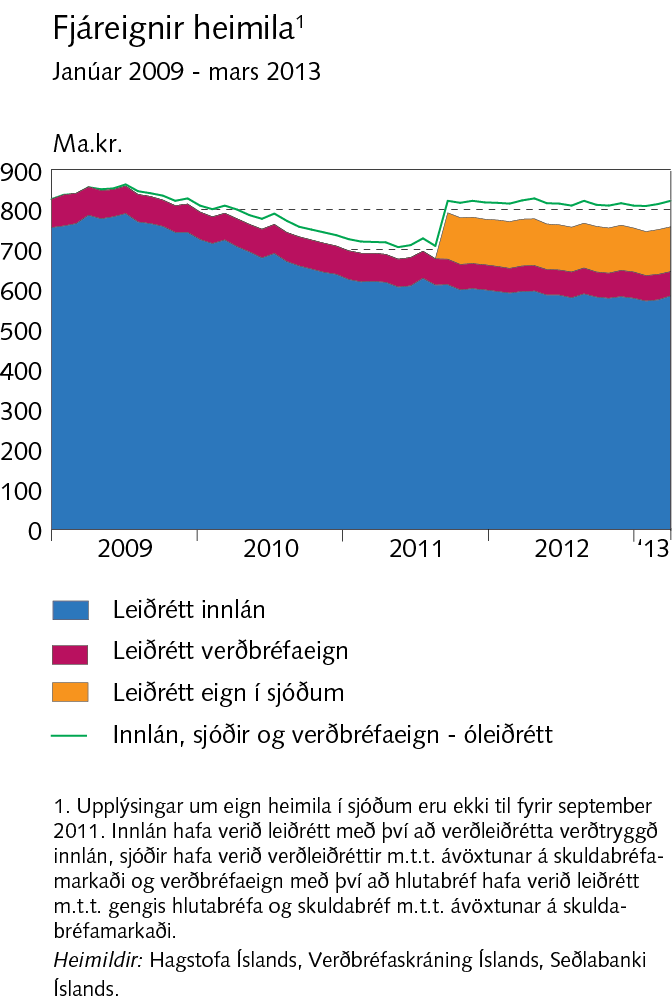 Fjáreignir heimila¹
Janúar 2009 - mars 2013
Ma.kr.
900
800
700
600
500
400
300
200
100
0
2009 2010 2011 2012 ‘13
Leiðrétt innlán
Leiðrétt verðbréfaeign
Leiðrétt eign í sjóðum
Innlán, sjóðir og verðbréfaeign - óleiðrétt
1. Upplýsingar um eign heimila í sjóðum eru ekki til fyrir september
2011. Innlán hafa verið leiðrétt með því að verðleiðrétta verðtryggð
innlán, sjóðir hafa verið verðleiðréttir m.t.t. ávöxtunar á skuldabréfa-
markaði og verðbréfaeign með því að hlutabréf hafa verið leiðrétt
m.t.t. gengis hlutabréfa og skuldabréf m.t.t. ávöxtunar á skulda-
bréfamarkaði.
Heimildir: Hagstofa Íslands, Verðbréfaskráning Íslands, Seðlabanki
Íslands.